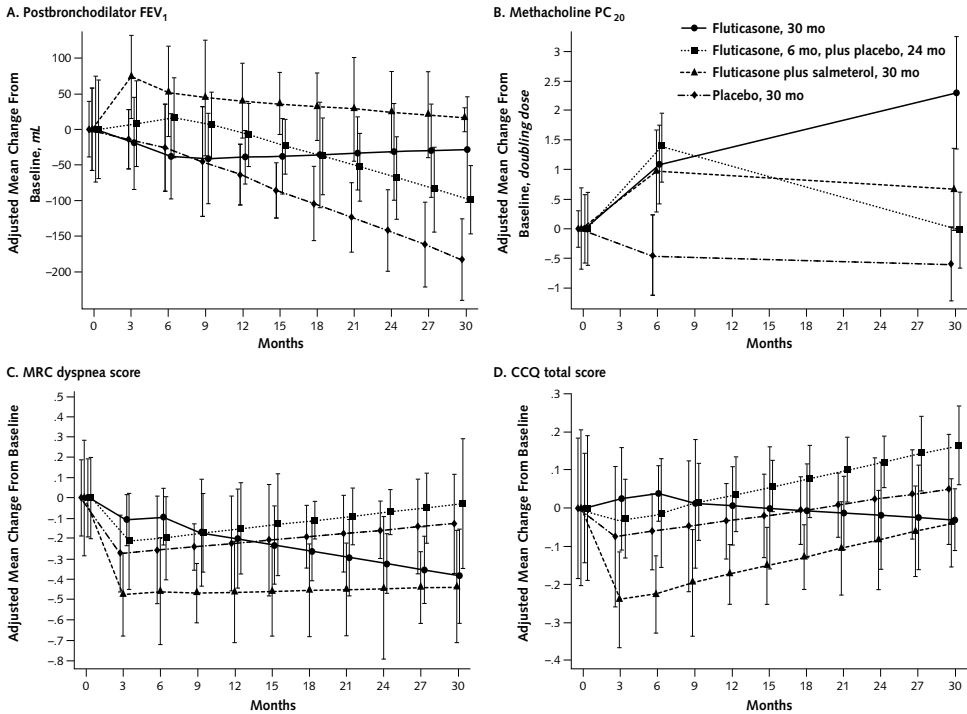 A. Postbronchodilator FEV1
Adjusted Mean Change From
Baseline, mL
100
50
0
−50
−100
−150
−200
0 3 6 9 12 15 18 21 24 27 30
Months
B. Methacholine PC20
Fluticasone, 30 mo
Fluticasone, 6 mo, plus placebo, 24 mo
Fluticasone plus salmeterol, 30 mo
Placebo, 30 mo
Adjusted Mean Change From
Baseline, doubling dose
3
2.5
2
1.5
1
.5
0
−.5
−1
0 3 6 9 12 15 18 21 24 27 30
Months
C. MRC dyspnea score
Adjusted Mean Change From Baseline
.5
.4
.3
.2
.1
0
−.1
−.2
−.3
−.4
−.5
−.6
−.7
−.8
0 3 6 9 12 15 18 21 24 27 30
Months
D. CCQ total score
Adjusted Mean Change From Baseline
.3
.2
.1
0
−.1
−.2
−.3
−.4
0 3 6 9 12 15 18 21 24 27 30
Months